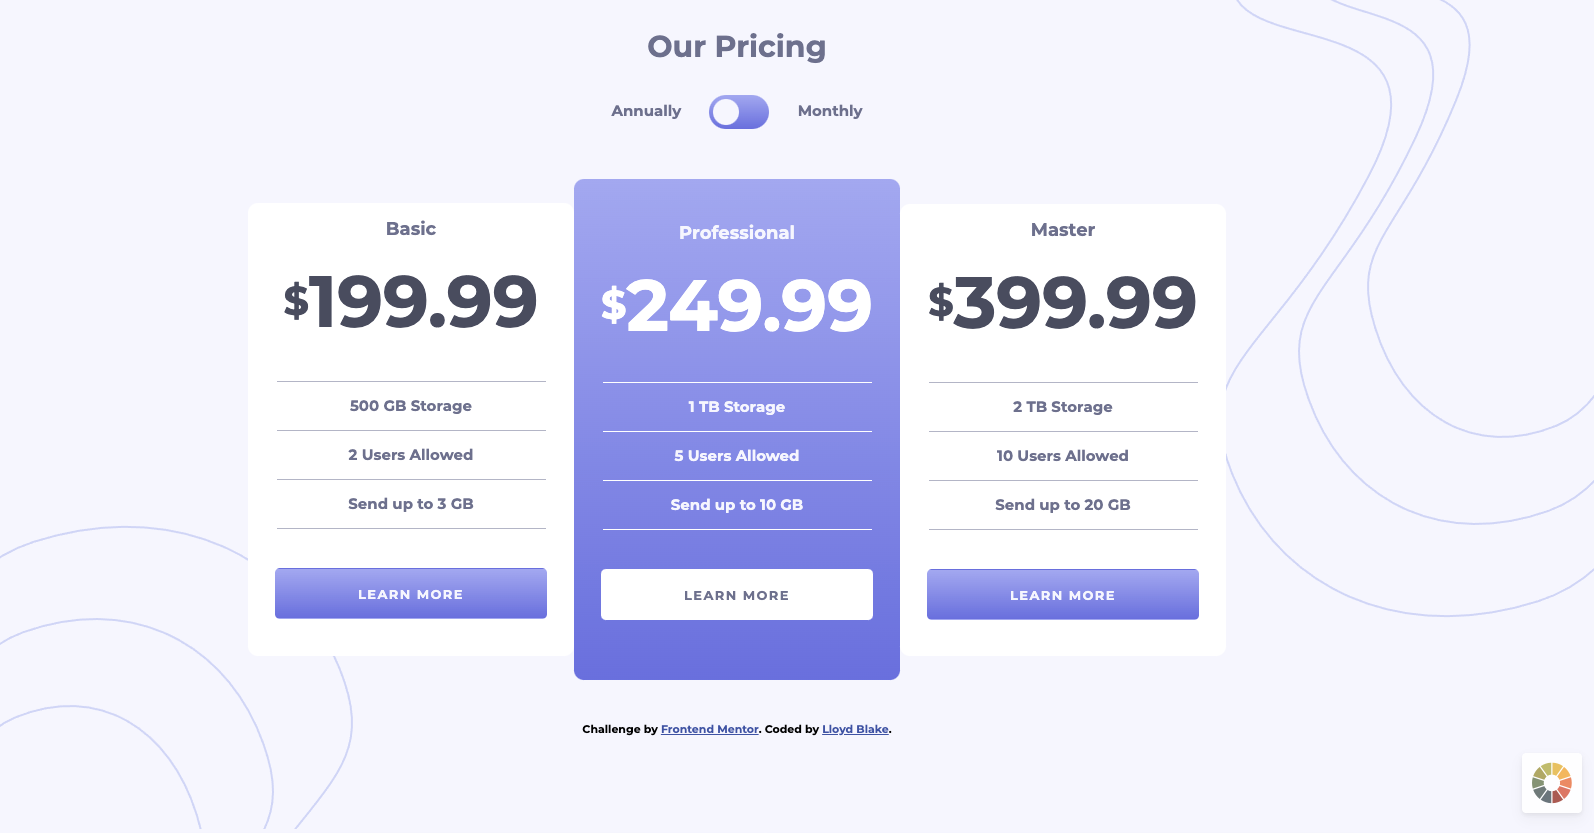 Our Pricing
Annually
Monthly
Basic
$199.99
500 GB Storage
2 Users Allowed
Send up to 3 GB
LEARN MORE
Professional
$249.99
1 TB Storage
5 Users Allowed
Send up to 10 GB
LEARN MORE
Master
$399.99
2 TB Storage
10 Users Allowed
Send up to 20 GB
LEARN MORE
Challenge by Frontend Mentor. Coded by Lloyd Blake.